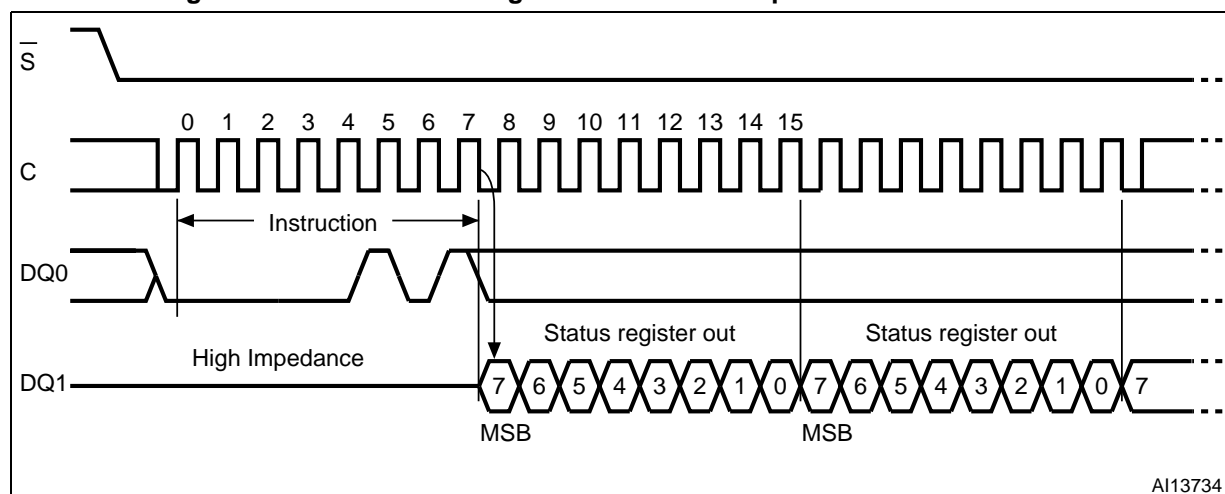 S
0 1 2 3 4 5 6 7 8 9 10 11 12 13 14 15
C
Instruction
DQ0
Status register out Status register out
High Impedance
DQ1 7 6 5 4 3 2 1 0 7 6 5 4 3 2 1 0 7
MSB MSB
AI13734